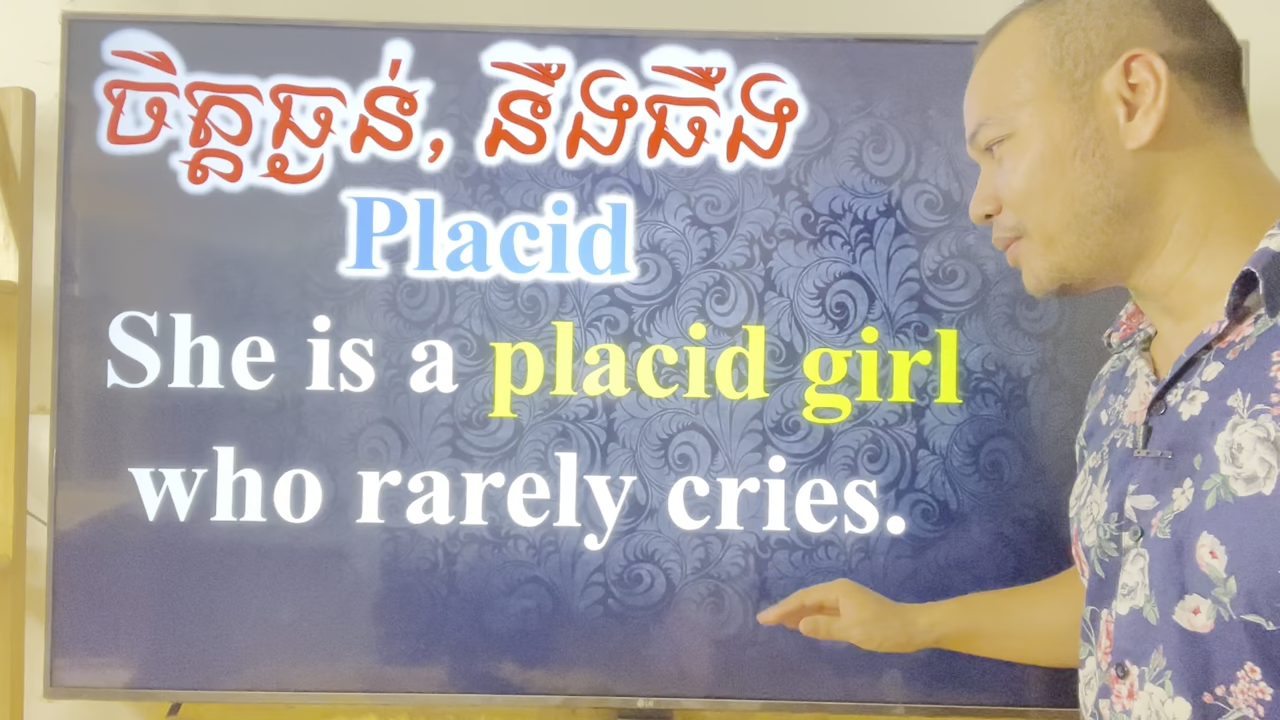 ចិត្តធ្ងន់, នឹងធឹង
Placid
She is a placid girl
who rarely cries.